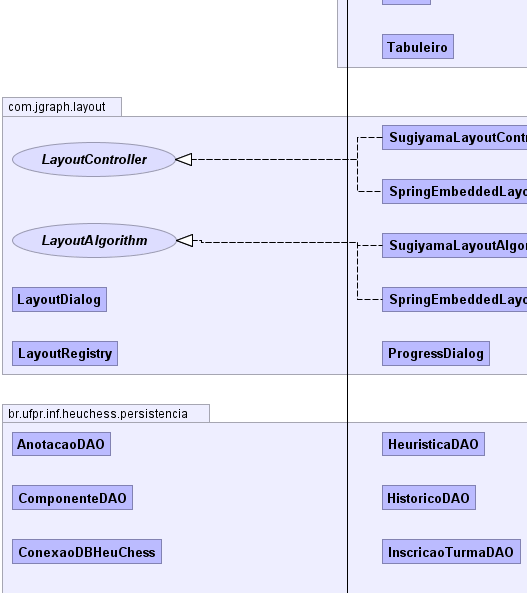 Tabuleiro
com.jgraph.layout
LayoutController
SugiyamaLayoutContr
SpringEmbeddedLayo
LayoutAlgorithm
SugiyamaLayoutAlgor
SpringEmbeddedLayo
LayoutDialog
LayoutRegistry
ProgressDialog
br.ufpr.inf.heuchess.persistencia
AnotacaoDAO
HeuristicaDAO
ComponenteDAO
HistoricoDAO
ConexaoDBHeuChess
InscricaoTurmaDAO